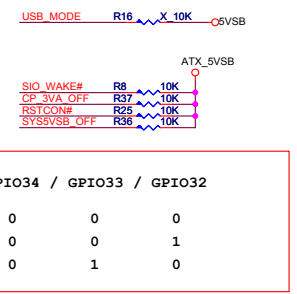 USB_MODE R16 X_10K 5VSB
ATX_5VSB
SIO_WAKE# R8 10K
CP_3VA_OFF R37 10K
RSTCON# R25 10K
SYS5VSB_OFF R36 10K
PIO34 / GPIO33 / GPIO32
0 0 0
0 0 1
0 1 0